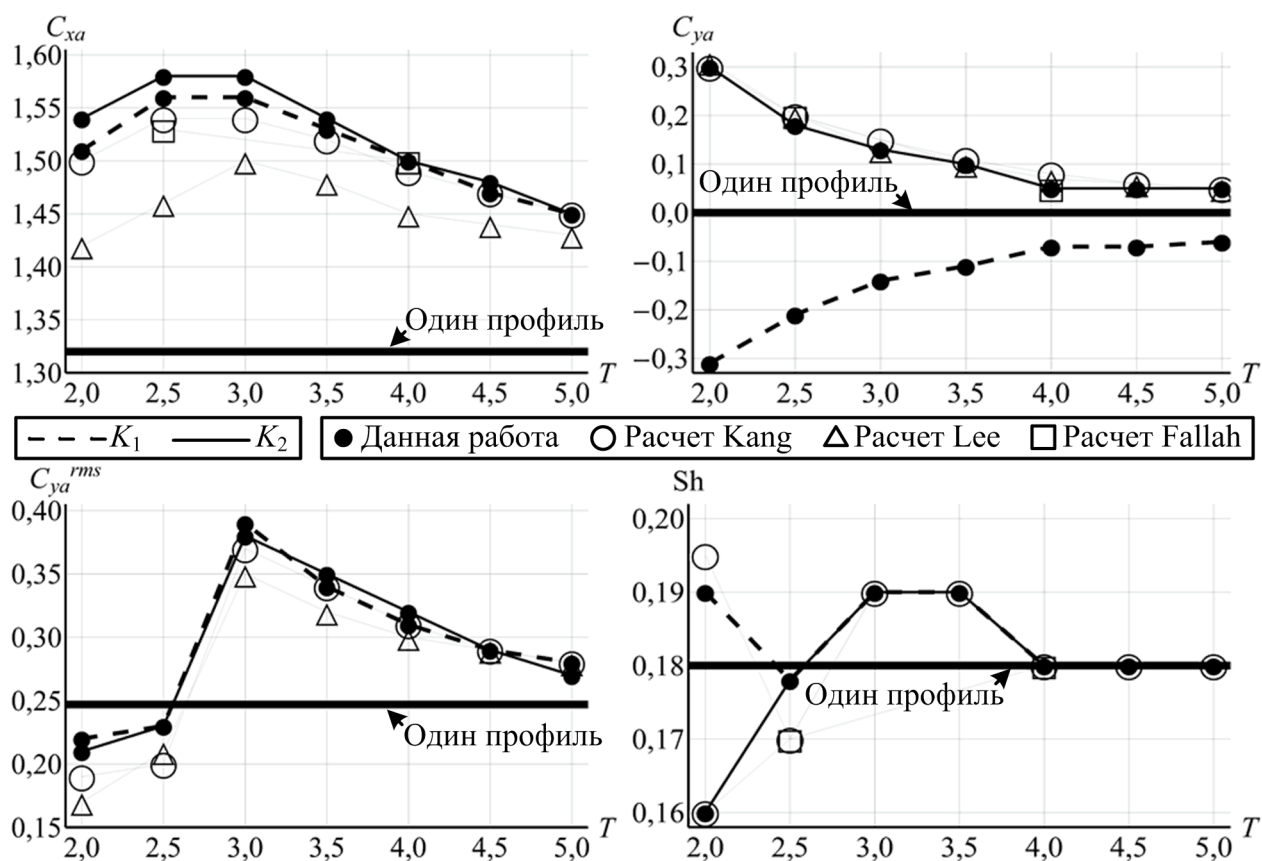 C_xa
1,60
1,55
1,50
1,45
1,40
1,35
1,30
Один профиль
2,0 2,5 3,0 3,5 4,0 4,5 5,0 T
C_ya
0,3
0,2
0,1
0,0
−0,1
−0,2
−0,3
Один профиль
2,0 2,5 3,0 3,5 4,0 4,5 5,0 T
K_1 K_2
Данная работа Расчет Kang Расчет Lee Расчет Fallah
C_ya^rms
0,40
0,35
0,30
0,25
0,20
0,15
Один профиль
2,0 2,5 3,0 3,5 4,0 4,5 5,0 T
Sh
0,20
0,19
0,18
0,17
0,16
Один профиль
2,0 2,5 3,0 3,5 4,0 4,5 5,0 T